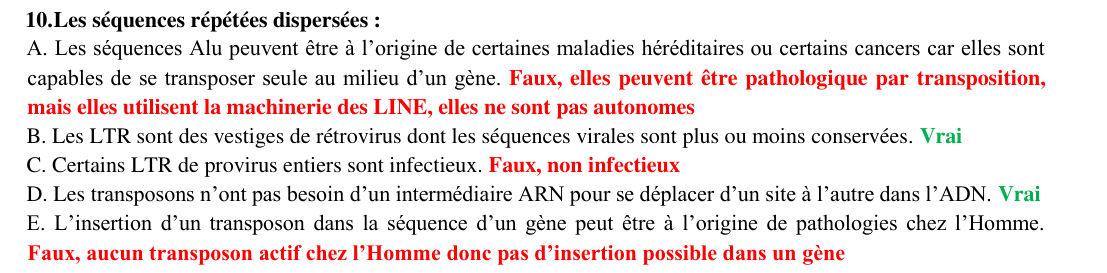 10.Les séquences répétées dispersées :
A. Les séquences Alu peuvent être à l'origine de certaines maladies héréditaires ou certains cancers car elles sont
capables de se transposer seule au milieu d'un gène. Faux, elles peuvent être pathologique par transposition,
mais elles utilisent la machinerie des LINE, elles ne sont pas autonomes
B. Les LTR sont des vestiges de rétrovirus dont les séquences virales sont plus ou moins conservées. Vrai
C. Certains LTR de provirus entiers sont infectieux. Faux, non infectieux
D. Les transposons n'ont pas besoin d'un intermédiaire ARN pour se déplacer d'un site à l'autre dans l'ADN. Vrai
E. L'insertion d'un transposon dans la séquence d'un gène peut être à l'origine de pathologies chez l'Homme.
Faux, aucun transposon actif chez l'Homme donc pas d'insertion possible dans un gène